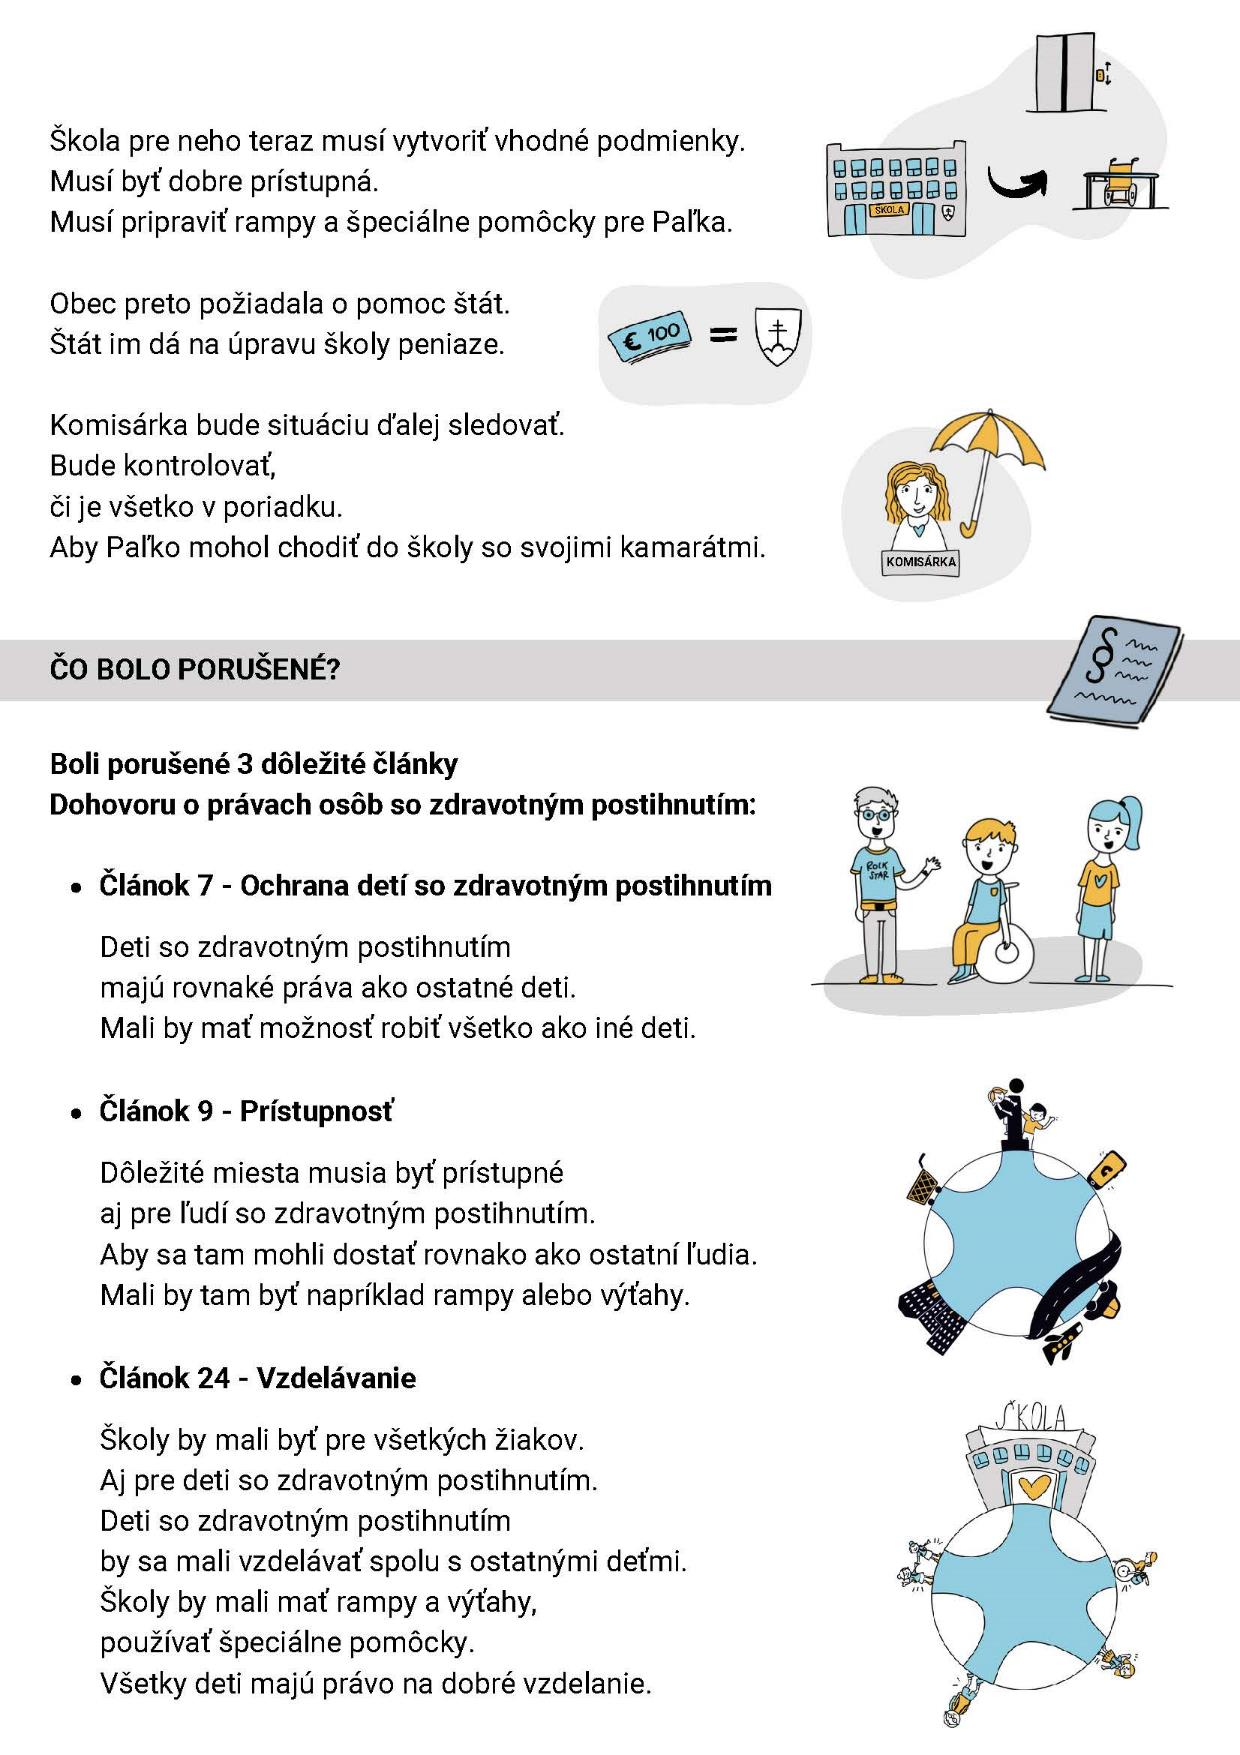 Škola pre neho teraz musí vytvoriť vhodné podmienky.
Musí byť dobre prístupná.
Musí pripraviť rampy a špeciálne pomôcky pre Paľka.
ŠKOLA
Obec preto požiadala o pomoc štát.
Štát im dá na úpravu školy peniaze.
€ 100 =
Komisárka bude situáciu ďalej sledovať.
Bude kontrolovať,
či je všetko v poriadku.
Aby Paľko mohol chodiť do školy so svojimi kamarátmi.
KOMISÁRKA
ČO BOLO PORUŠENÉ?
§
Boli porušené 3 dôležité články
Dohovoru o právach osôb so zdravotným postihnutím:
• Článok 7 - Ochrana detí so zdravotným postihnutím
Deti so zdravotným postihnutím
majú rovnaké práva ako ostatné deti.
Mali by mať možnosť robiť všetko ako iné deti.
ROCK
STAR
• Článok 9 - Prístupnosť
Dôležité miesta musia byť prístupné
aj pre ľudí so zdravotným postihnutím.
Aby sa tam mohli dostať rovnako ako ostatní ľudia.
Mali by tam byť napríklad rampy alebo výťahy.
i
• Článok 24 - Vzdelávanie
Školy by mali byť pre všetkých žiakov.
Aj pre deti so zdravotným postihnutím.
Deti so zdravotným postihnutím
by sa mali vzdelávať spolu s ostatnými deťmi.
Školy by mali mať rampy a výťahy,
používať špeciálne pomôcky.
Všetky deti majú právo na dobré vzdelanie.
ŠKOLA